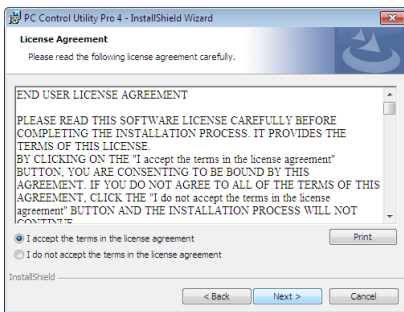 PC Control Utility Pro 4 - InstallShield Wizard
License Agreement
Please read the following license agreement carefully.
END USER LICENSE AGREEMENT
PLEASE READ THIS SOFTWARE LICENSE CAREFULLY BEFORE
COMPLETING THE INSTALLATION PROCESS. IT PROVIDES THE
TERMS OF THIS LICENSE.
BY CLICKING ON THE "I accept the terms in the license agreement"
BUTTON, YOU ARE CONSENTING TO BE BOUND BY THIS
AGREEMENT. IF YOU DO NOT AGREE TO ALL OF THE TERMS OF THIS
AGREEMENT, CLICK THE "I do not accept the terms in the license
agreement" BUTTON AND THE INSTALLATION PROCESS WILL NOT
CONTINUE
I accept the terms in the license agreement
Print
I do not accept the terms in the license agreement
InstallShield
< Back
Next >
Cancel